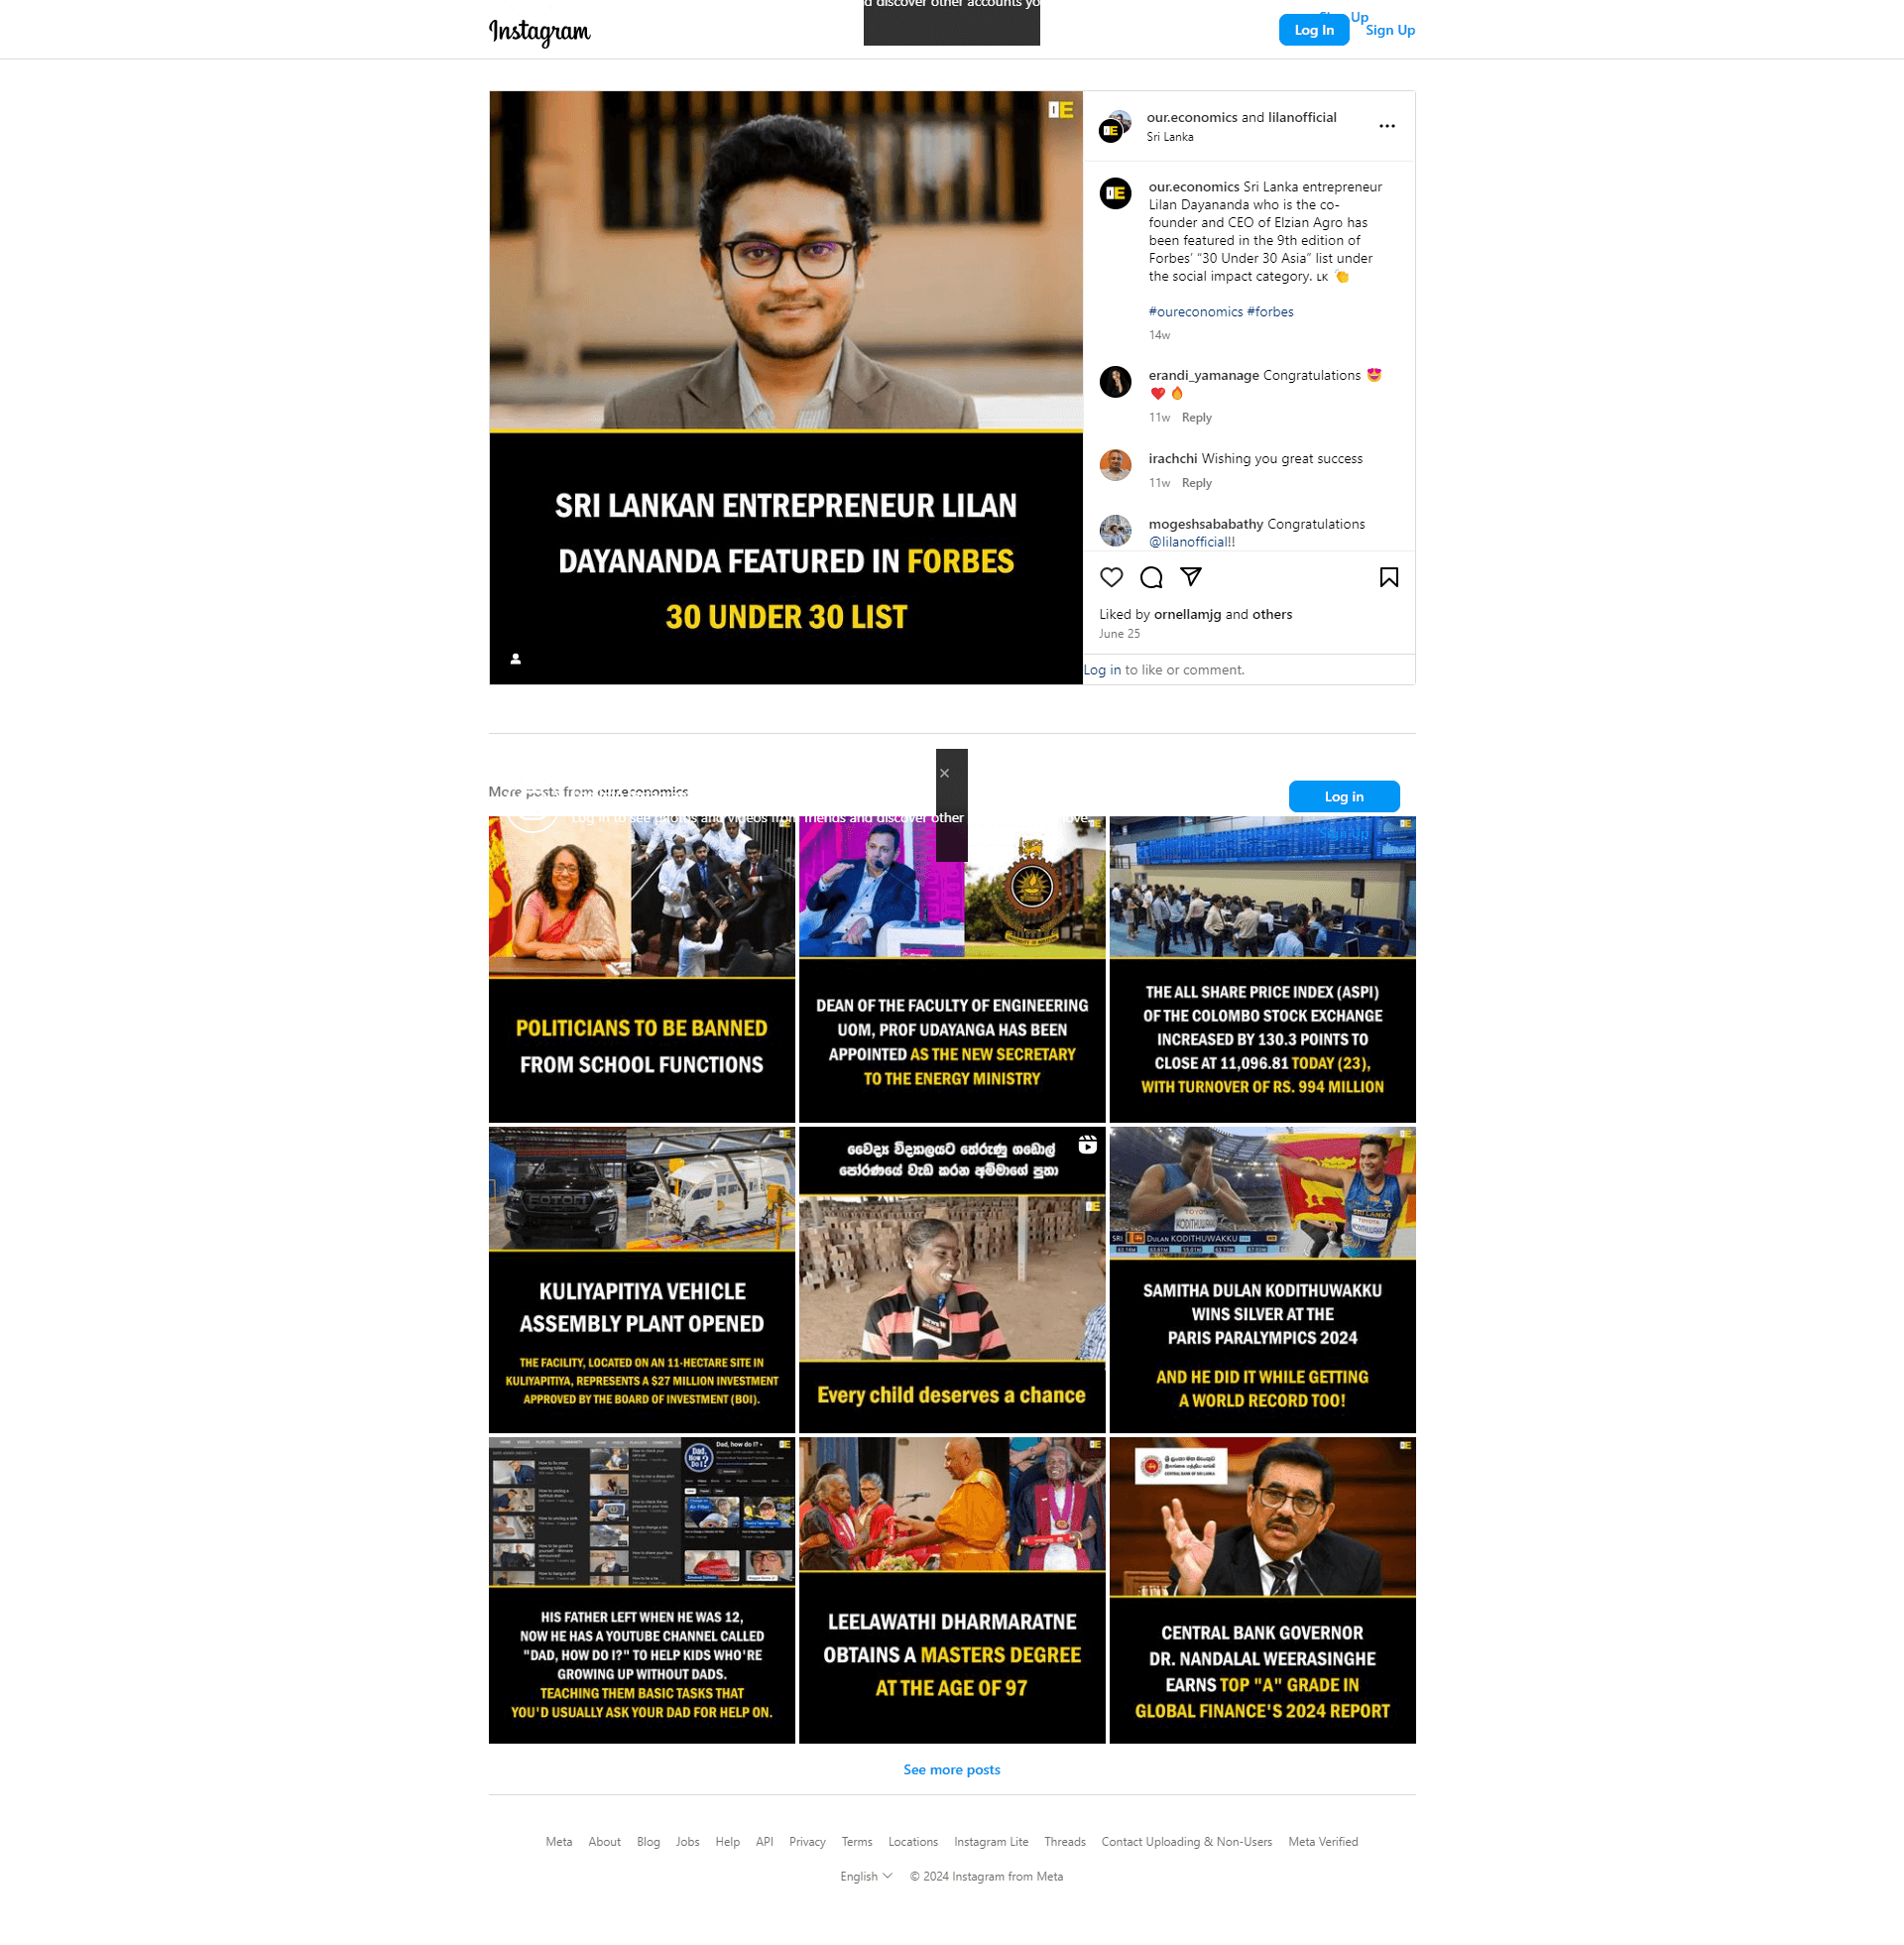 Instagram
d discover other accounts yo
Log In
Sign Up
IE
our.economics and lilanofficial
Sri Lanka
our.economics Sri Lanka entrepreneur
Lilan Dayananda who is the co-
founder and CEO of Elzian Agro has
been featured in the 9th edition of
Forbes’ “30 Under 30 Asia” list under
the social impact category. LK 👏
#oureconomics #forbes
14w
erandi_yamanage Congratulations 😍
❤️🔥
11w Reply
irachchi Wishing you great success
11w Reply
mogeshsababathy Congratulations
@lilanofficial!!
SRI LANKAN ENTREPRENEUR LILAN
DAYANANDA FEATURED IN FORBES
30 UNDER 30 LIST
Liked by ornellamjg and others
June 25
Log in to like or comment.
More posts from our.economics
Log in
Log in to see photos and videos from friends and discover other
Sign Up
POLITICIANS TO BE BANNED
FROM SCHOOL FUNCTIONS
DEAN OF THE FACULTY OF ENGINEERING
UOM, PROF UDAYANGA HAS BEEN
APPOINTED AS THE NEW SECRETARY
TO THE ENERGY MINISTRY
THE ALL SHARE PRICE INDEX (ASPI)
OF THE COLOMBO STOCK EXCHANGE
INCREASED BY 130.3 POINTS TO
CLOSE AT 11,096.81 TODAY (23),
WITH TURNOVER OF RS. 994 MILLION
FOTON
KULIYAPITIYA VEHICLE
ASSEMBLY PLANT OPENED
THE FACILITY, LOCATED ON AN 11-HECTARE SITE IN
KULIYAPITIYA, REPRESENTS A $27 MILLION INVESTMENT
APPROVED BY THE BOARD OF INVESTMENT (BOI).
වෛද්‍ය විද්‍යාලයට තේරුණු ගඩොල්
පෝරණයේ වැඩ කරන අම්මාගේ පුතා
Every child deserves a chance
SRI DULAN KODITHUWAKKU
SAMITHA DULAN KODITHUWAKKU
WINS SILVER AT THE
PARIS PARALYMPICS 2024
AND HE DID IT WHILE GETTING
A WORLD RECORD TOO!
Dad, how do I?
HIS FATHER LEFT WHEN HE WAS 12,
NOW HE HAS A YOUTUBE CHANNEL CALLED
"DAD, HOW DO I?" TO HELP KIDS WHO'RE
GROWING UP WITHOUT DADS.
TEACHING THEM BASIC TASKS THAT
YOU'D USUALLY ASK YOUR DAD FOR HELP ON.
LEELAWATHI DHARMARATNE
OBTAINS A MASTERS DEGREE
AT THE AGE OF 97
CENTRAL BANK OF SRI LANKA
CENTRAL BANK GOVERNOR
DR. NANDALAL WEERASINGHE
EARNS TOP "A" GRADE IN
GLOBAL FINANCE'S 2024 REPORT
See more posts
Meta About Blog Jobs Help API Privacy Terms Locations Instagram Lite Threads Contact Uploading & Non-Users Meta Verified
English © 2024 Instagram from Meta